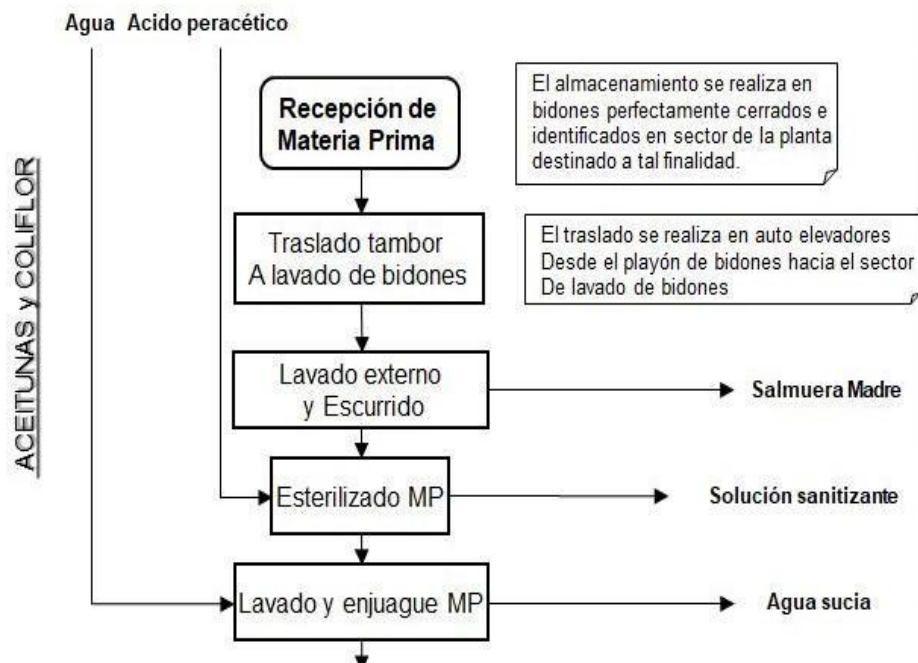 Agua Acido peracético
Recepción de
Materia Prima
El almacenamiento se realiza en
bidones perfectamente cerrados e
identificados en sector de la planta
destinado a tal finalidad.
ACEITUNAS y COLIFLOR
Traslado tambor
A lavado de bidones
El traslado se realiza en auto elevadores
Desde el playón de bidones hacia el sector
De lavado de bidones
Lavado externo
y Escurrido
Salmuera Madre
Esterilizado MP
Solución sanitizante
Lavado y enjuague MP
Agua sucia